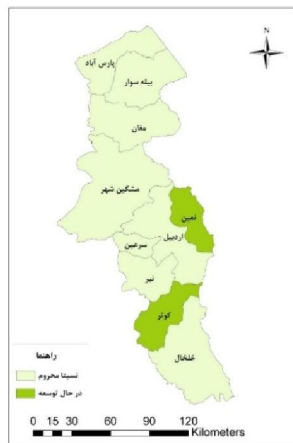 N
پارس آباد
بیله سوار
مغان
مشگین شهر
نمین
اردبیل
سرعین
نیر
کوثر
خلخال
راهنما
نسبتا محروم
در حال توسعه
0 15 30 60 90 120
Kilometers